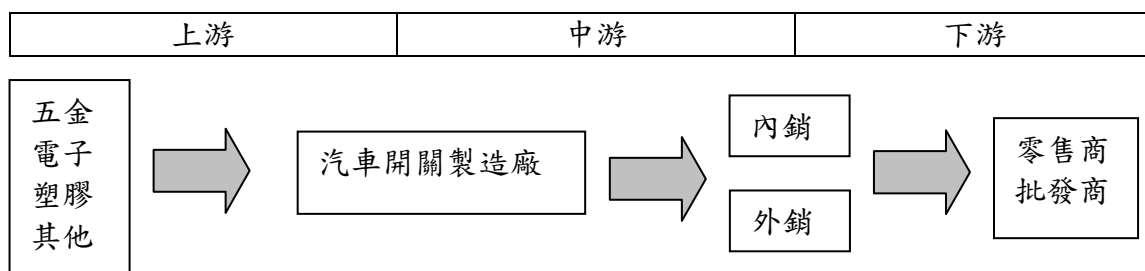 上游 中游 下游
五金
電子
塑膠
其他
汽車開關製造廠
內銷
外銷
零售商
批發商